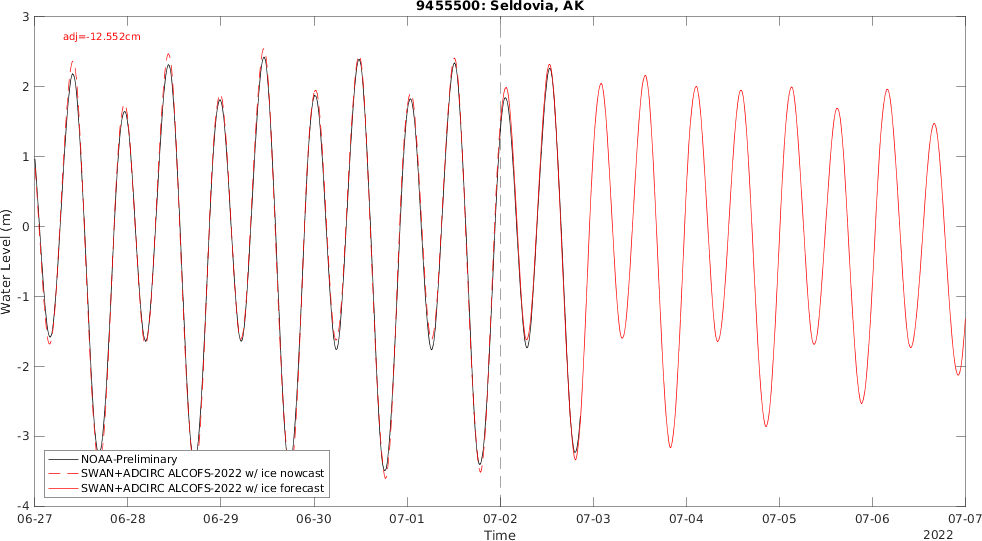 9455500: Seldovia, AK
adj=-12.552cm
3
2
1
0
-1
-2
-3
-4
Water Level (m)
NOAA-Preliminary
SWAN+ADCIRC ALCOFS-2022 w/ ice nowcast
SWAN+ADCIRC ALCOFS-2022 w/ ice forecast
06-27 06-28 06-29 06-30 07-01 07-02 07-03 07-04 07-05 07-06 07-07
Time
2022